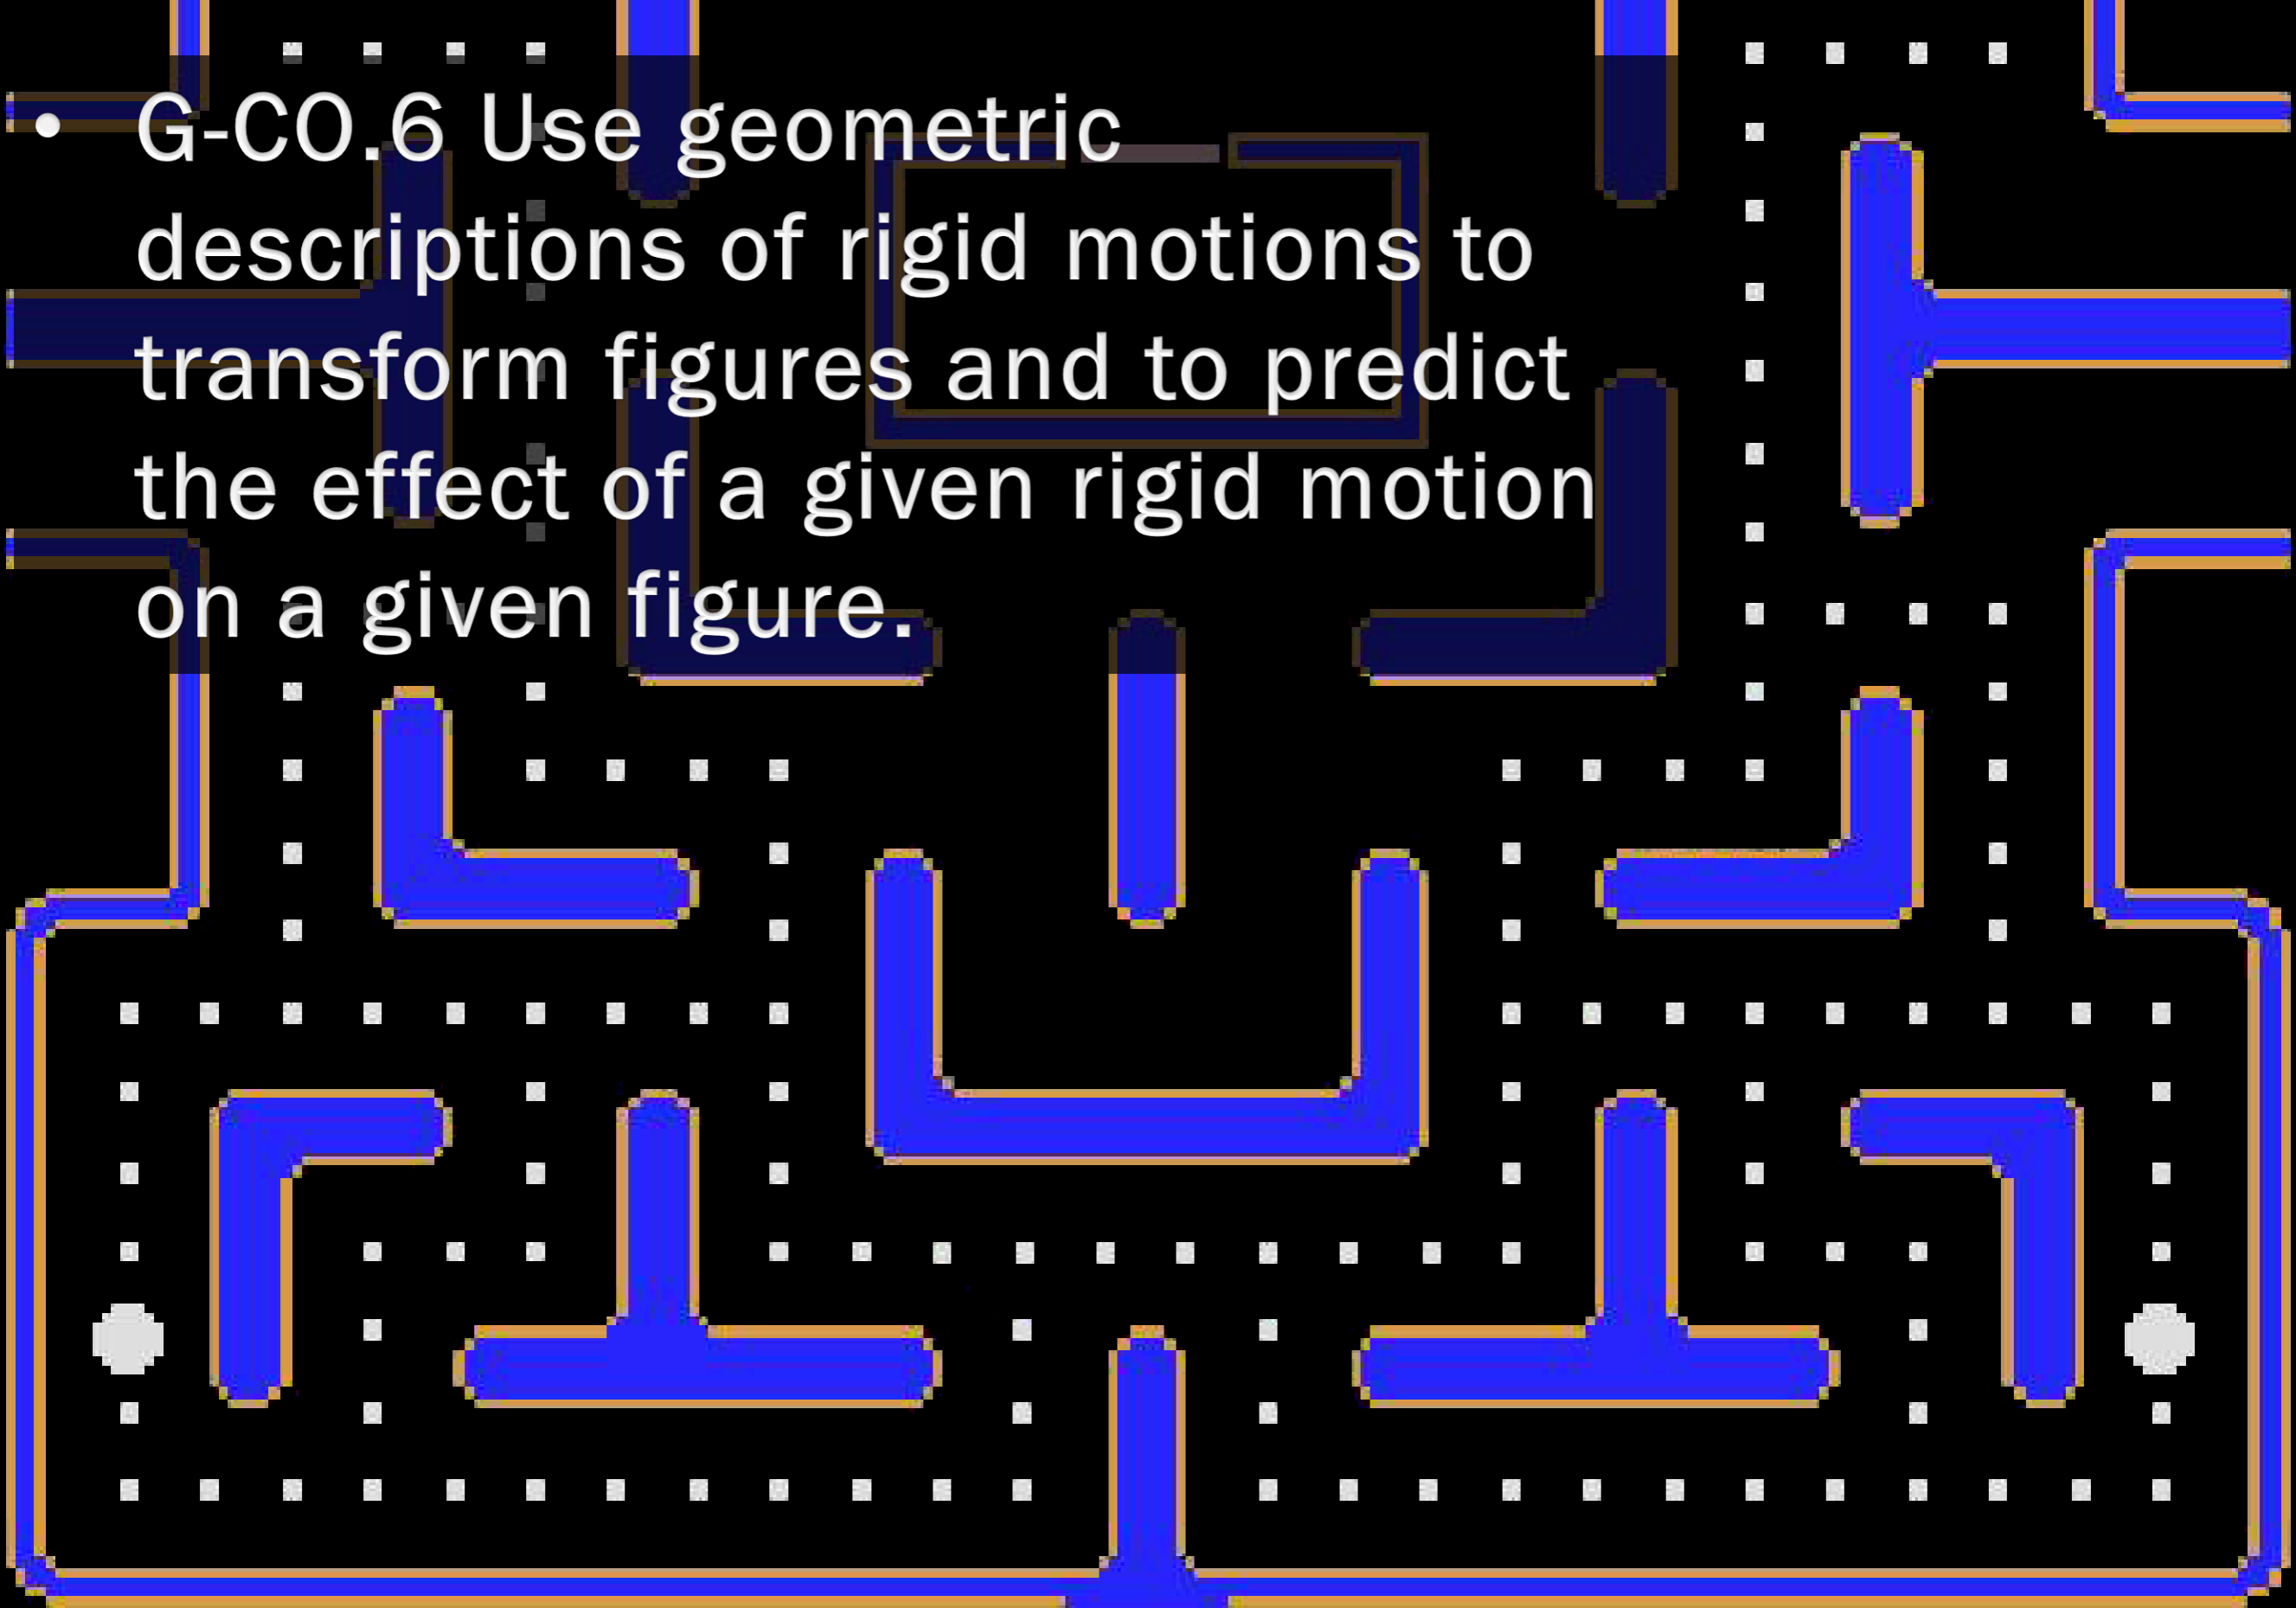 • G-CO.6 Use geometric
descriptions of rigid motions to
transform figures and to predict
the effect of a given rigid motion
on a given figure.